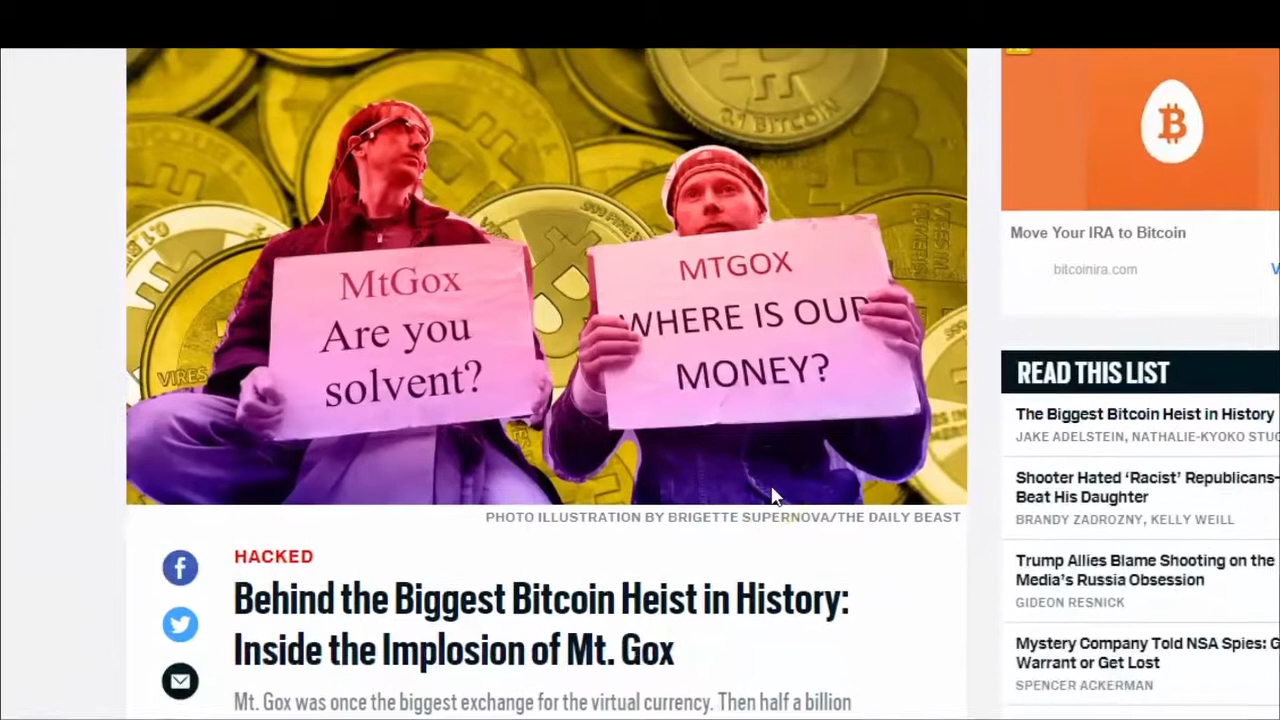 0.1 BITCOIN
MtGox
Are you
solvent?
MTGOX
WHERE IS OUR
MONEY?
VIRES
PHOTO ILLUSTRATION BY BRIGETTE SUPERNOVA/THE DAILY BEAST
HACKED
Behind the Biggest Bitcoin Heist in History:
Inside the Implosion of Mt. Gox
Mt. Gox was once the biggest exchange for the virtual currency. Then half a billion
Move Your IRA to Bitcoin
bitcoinira.com
READ THIS LIST
The Biggest Bitcoin Heist in History
JAKE ADELSTEIN, NATHALIE-KYOKO STUC
Shooter Hated ‘Racist’ Republicans—
Beat His Daughter
BRANDY ZADROZNY, KELLY WEILL
Trump Allies Blame Shooting on the
Media’s Russia Obsession
GIDEON RESNICK
Mystery Company Told NSA Spies: G
Warrant or Get Lost
SPENCER ACKERMAN